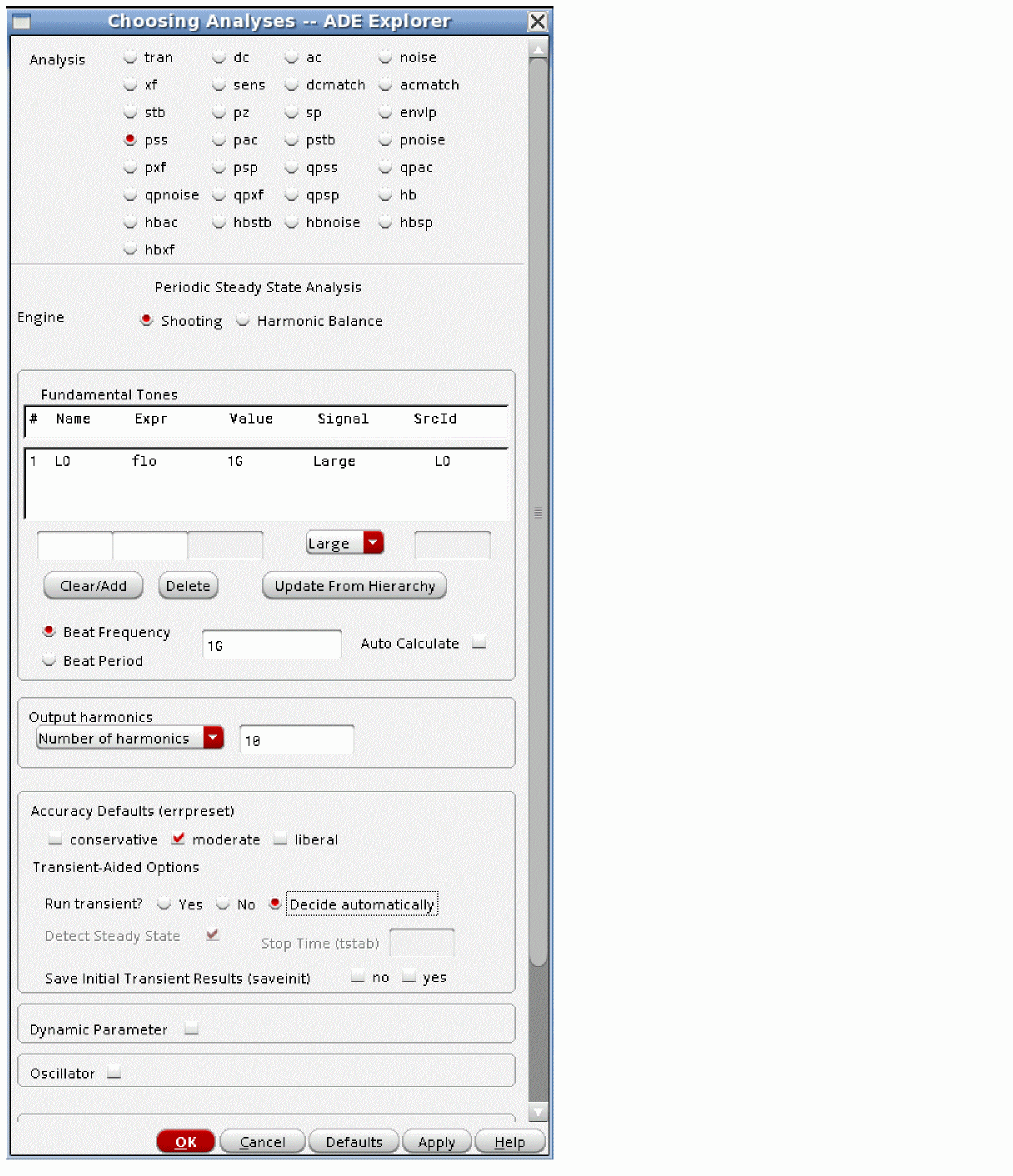 Choosing Analyses -- ADE Explorer
Analysis tran dc ac noise
xf sens dcmatch acmatch
stb pz sp envlp
pss pac pstb pnoise
pxf psp qpss qpac
qpnoise qpxf qpsp hb
hbac hbstb hbnoise hbsp
hbxf
Periodic Steady State Analysis
Engine Shooting Harmonic Balance
Fundamental Tones
# Name Expr Value Signal SrcId
1 LO flo 1G Large LO
Large
Clear/Add Delete Update From Hierarchy
Beat Frequency 1G Auto Calculate
Beat Period
Output harmonics
Number of harmonics 10
Accuracy Defaults (errpreset)
conservative moderate liberal
Transient-Aided Options
Run transient? Yes No Decide automatically
Detect Steady State Stop Time (tstab)
Save Initial Transient Results (saveinit) no yes
Dynamic Parameter
Oscillator
OK Cancel Defaults Apply Help